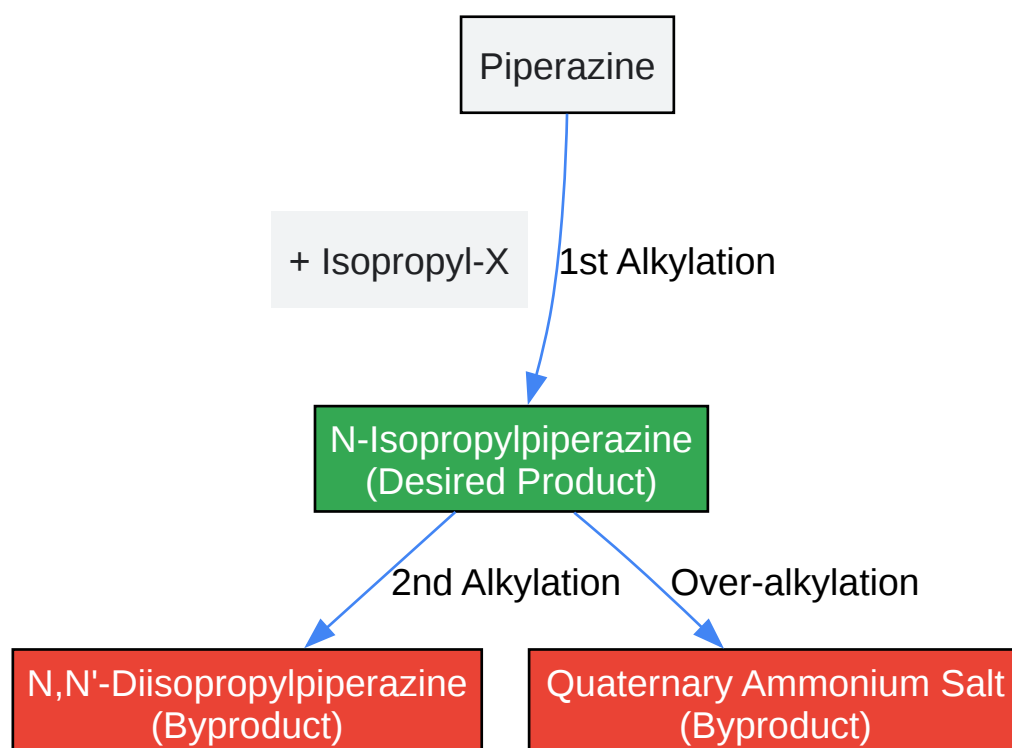 Piperazine
+ Isopropyl-X
1st Alkylation
N-Isopropylpiperazine
(Desired Product)
2nd Alkylation
Over-alkylation
N,N'-Diisopropylpiperazine
(Byproduct)
Quaternary Ammonium Salt
(Byproduct)